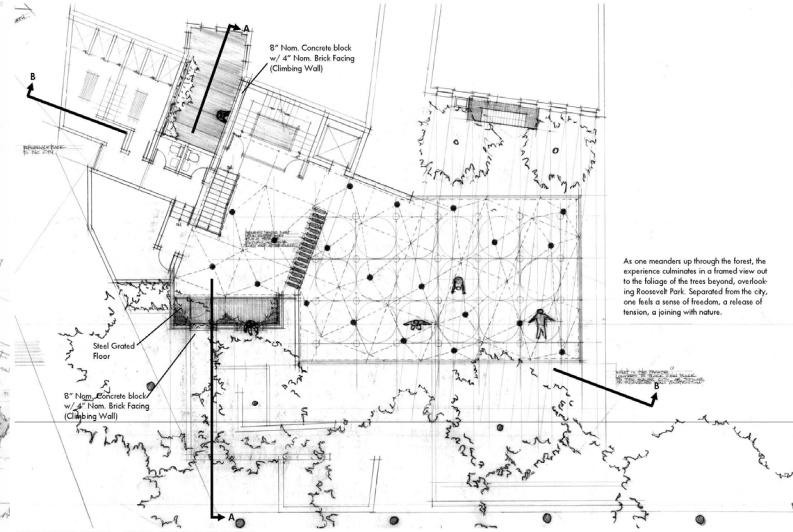 A
8" Nom. Concrete block
w/ 4" Nom. Brick Facing
(Climbing Wall)
B
As one meanders up through the forest, the
experience culminates in a framed view out
to the foliage of the trees beyond, overlook-
ing Roosevelt Park. Separated from the city,
one feels a sense of freedom, a release of
tension, a joining with nature.
Steel Grated
Floor
8" Nom. Concrete block
w/ 4" Nom. Brick Facing
(Climbing Wall)
B
A